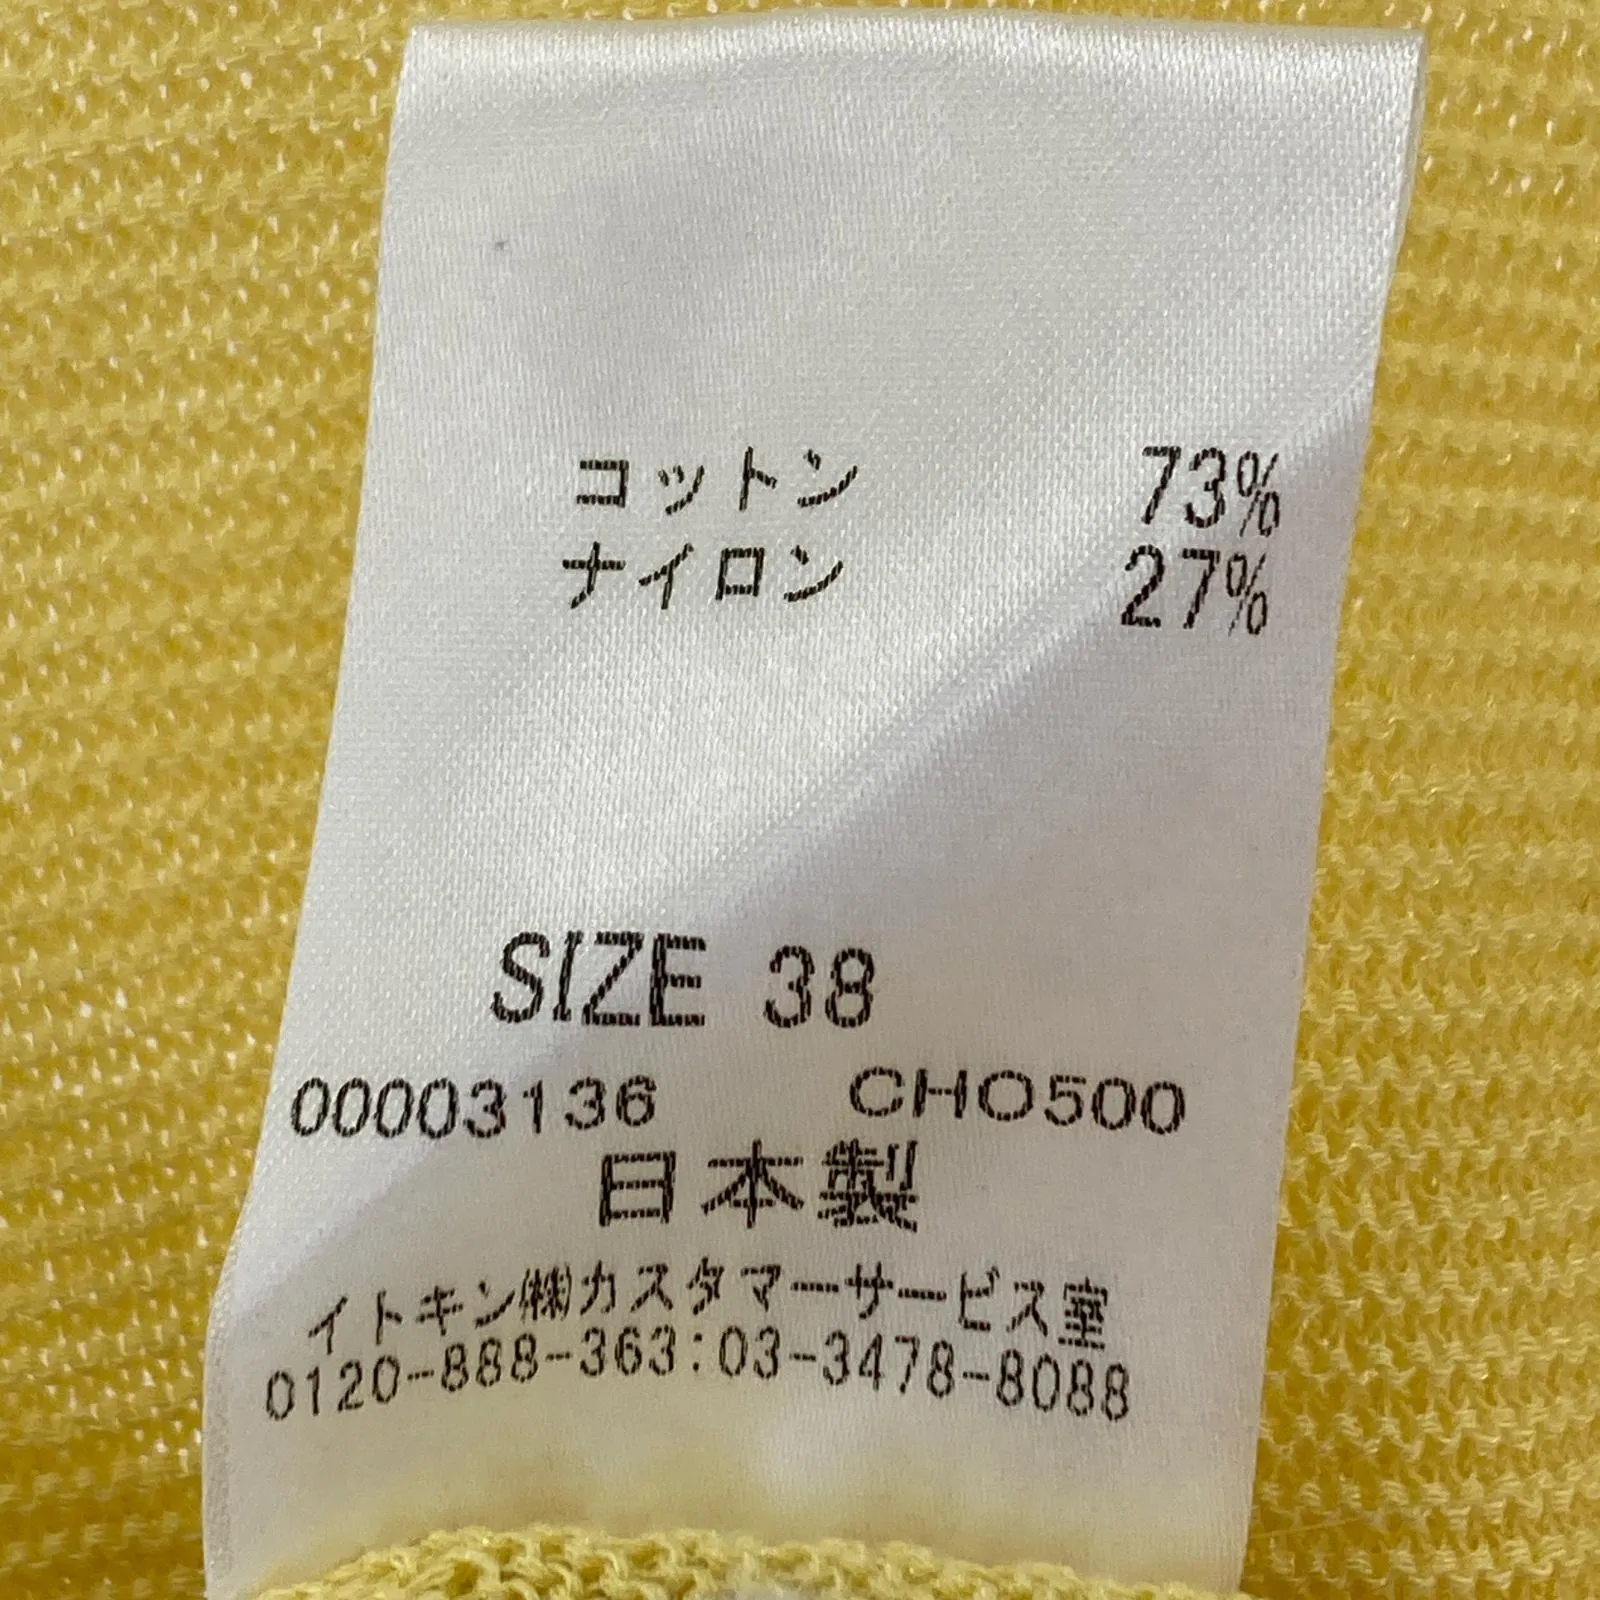 コットン 73%
ナイロン 27%
SIZE 38
00003136 CHO500
日本製
イトキン㈱カスタマーサービス室
0120-888-363:03-3478-8088